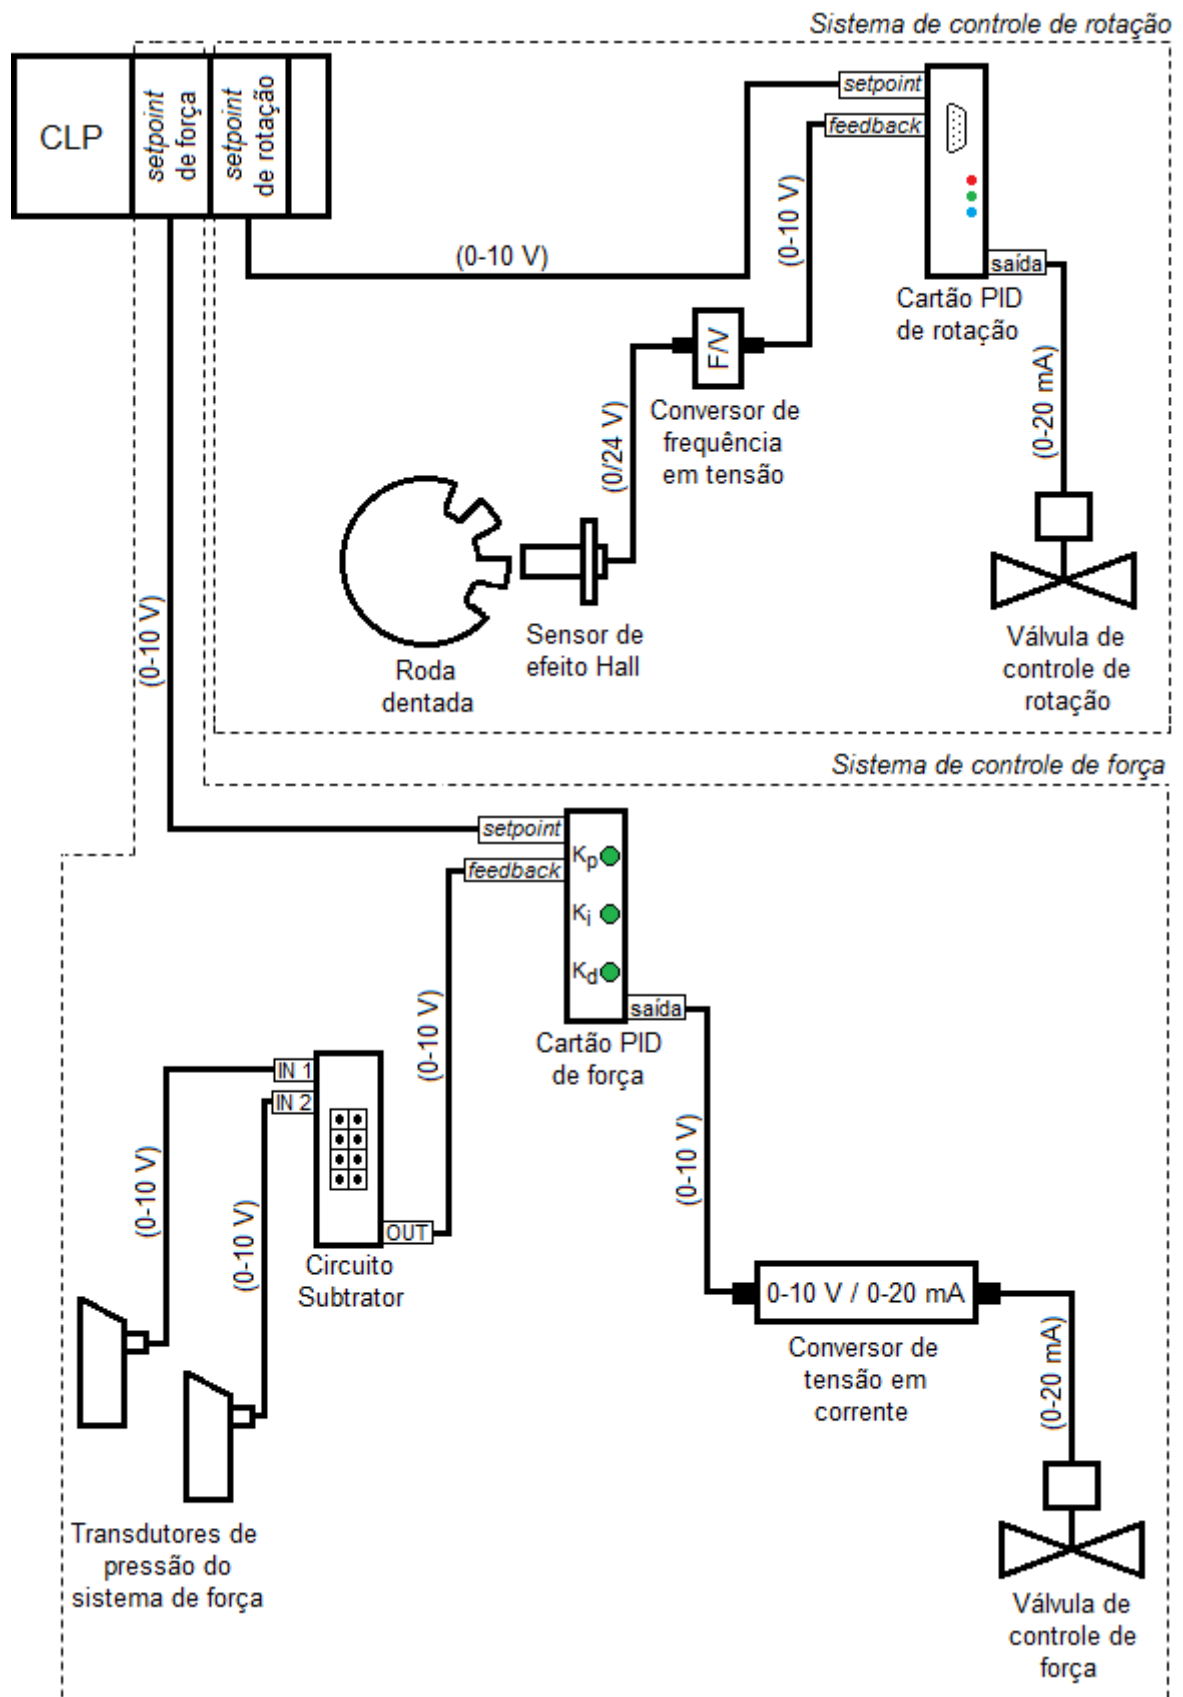 Sistema de controle de rotação
CLP
setpoint
de força
setpoint
de rotação
setpoint
feedback
(0-10 V)
(0-10 V)
saída
Cartão PID
de rotação
F/V
(0-20 mA)
Conversor de
frequência
em tensão
(0/24 V)
Sensor de
efeito Hall
Roda
dentada
Válvula de
controle de
rotação
(0-10 V)
Sistema de controle de força
setpoint
feedback
Kp
Ki
Kd
saída
Cartão PID
de força
(0-10 V)
IN 1
IN 2
(0-10 V)
(0-10 V)
OUT
Circuito
Subtrator
(0-10 V)
0-10 V / 0-20 mA
Conversor de
tensão em
corrente
(0-20 mA)
Transdutores de
pressão do
sistema de força
Válvula de
controle de
força